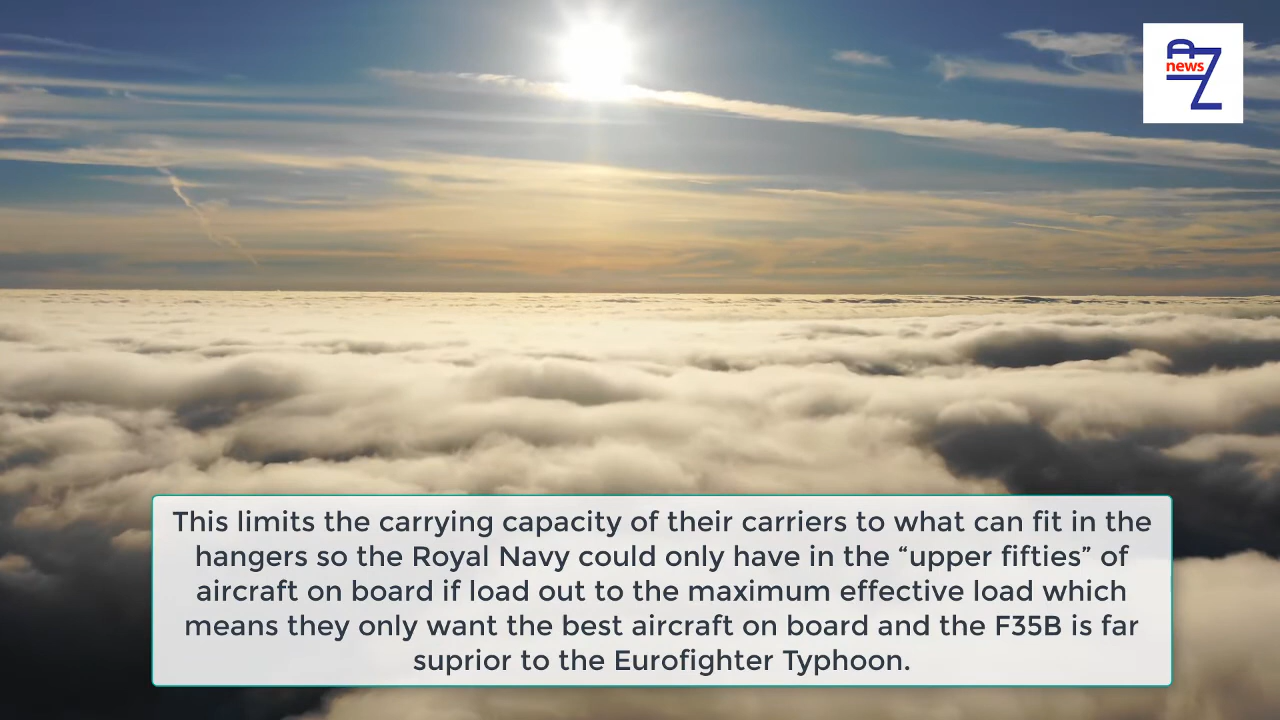 A
news
Z
This limits the carrying capacity of their carriers to what can fit in the
hangers so the Royal Navy could only have in the “upper fifties” of
aircraft on board if load out to the maximum effective load which
means they only want the best aircraft on board and the F35B is far
suprior to the Eurofighter Typhoon.